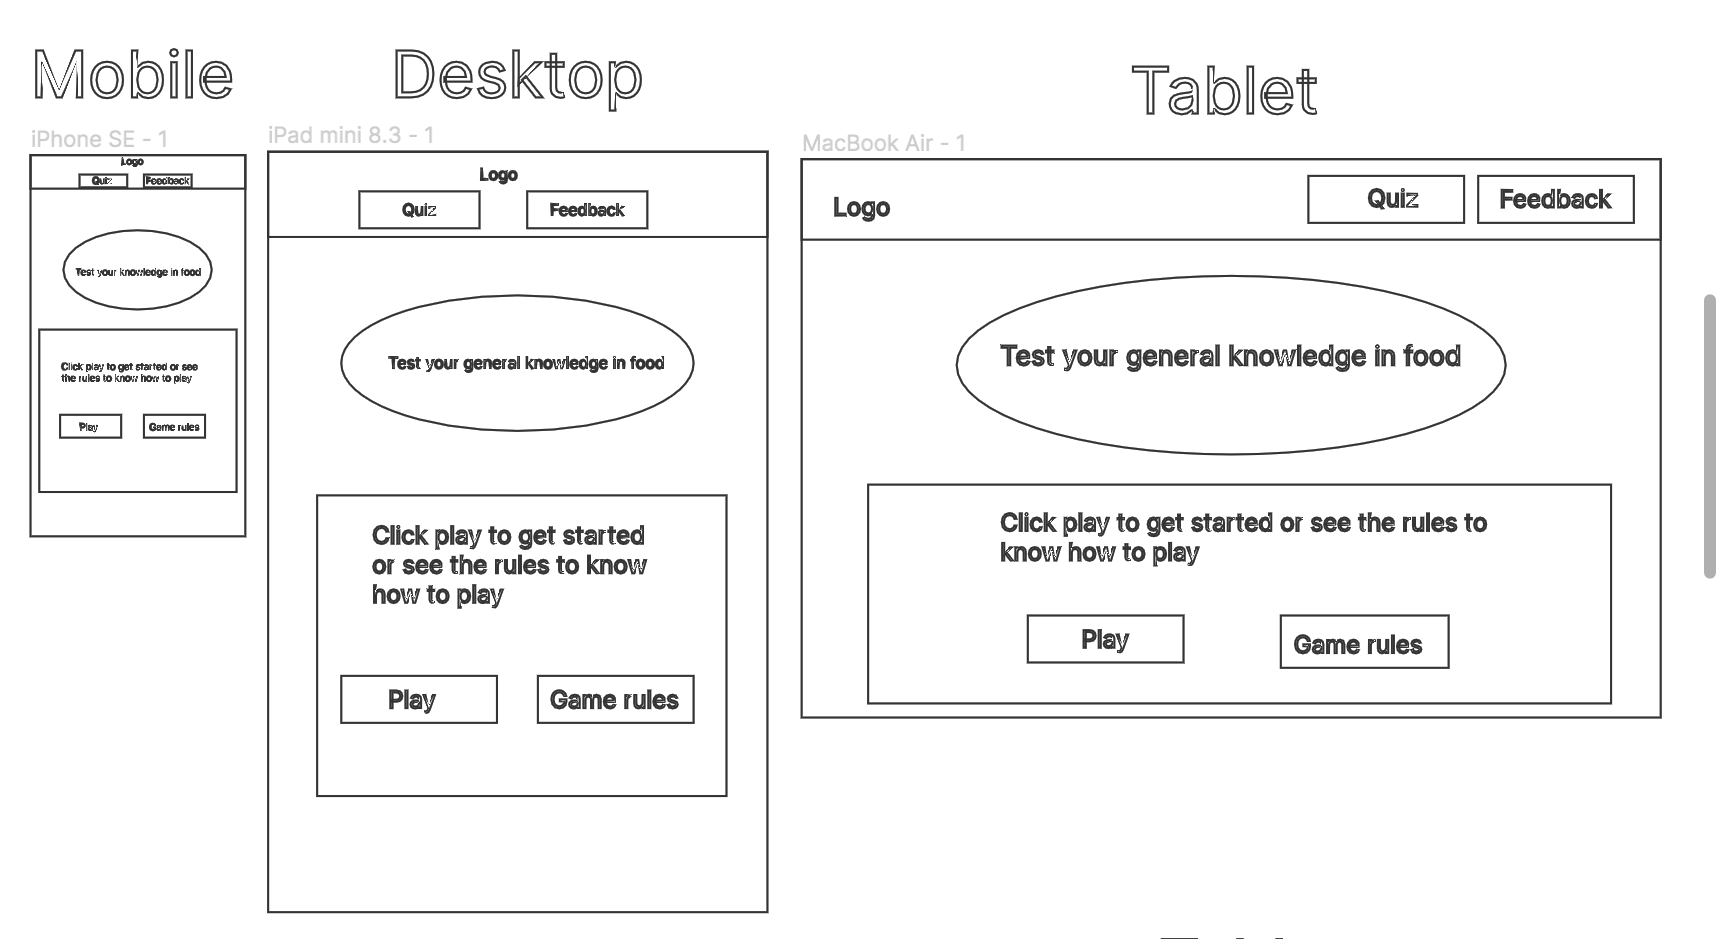 Mobile
Desktop
Tablet
iPhone SE - 1
iPad mini 8.3 - 1
MacBook Air - 1
Logo
Quiz
Feedback
Test your knowledge in food
Click play to get started or see
the rules to know how to play
Play
Game rules
Logo
Quiz
Feedback
Test your general knowledge in food
Click play to get started
or see the rules to know
how to play
Play
Game rules
Logo
Quiz
Feedback
Test your general knowledge in food
Click play to get started or see the rules to
know how to play
Play
Game rules